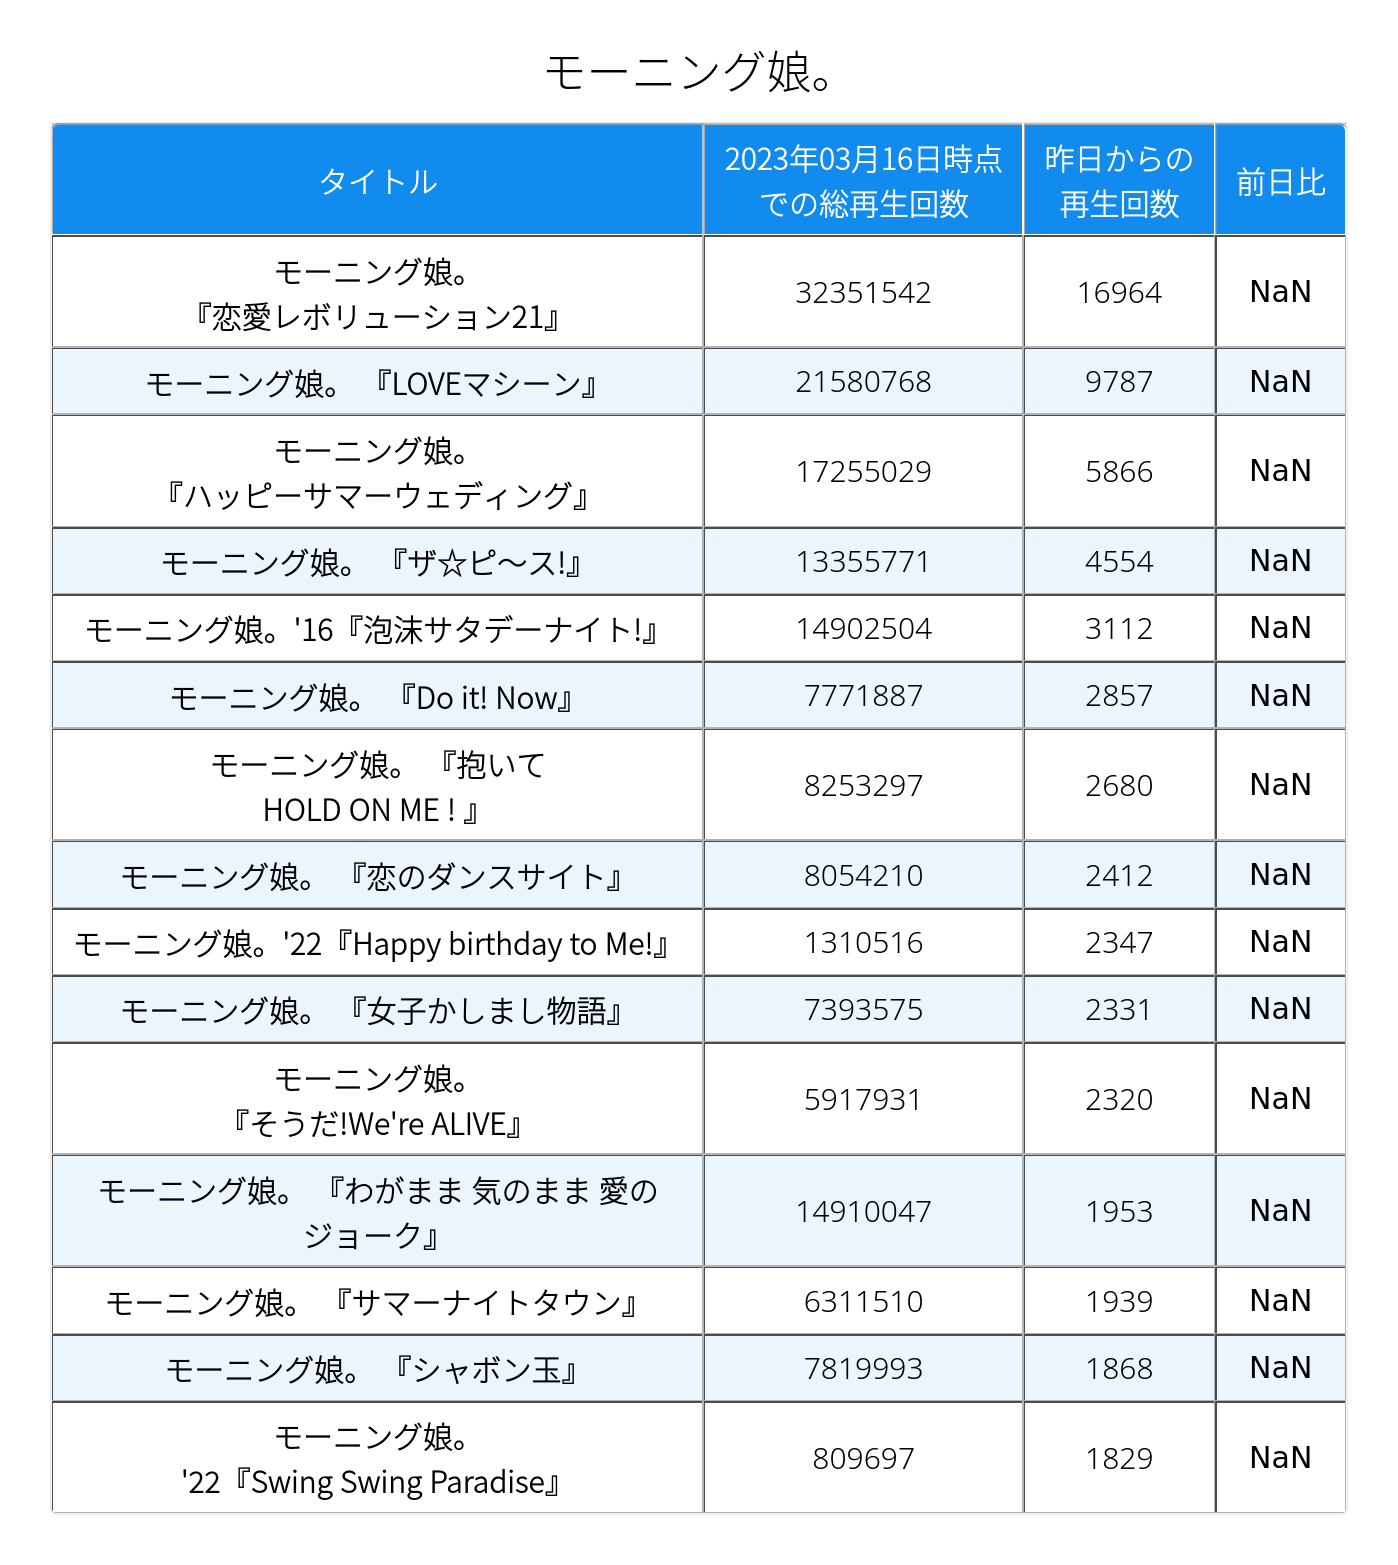 モーニング娘。
タイトル
2023年03月16日時点
での総再生回数
昨日からの
再生回数
前日比
モーニング娘。
『恋愛レボリューション21』
32351542
16964
NaN
モーニング娘。 『LOVEマシーン』
21580768
9787
NaN
モーニング娘。
『ハッピーサマーウェディング』
17255029
5866
NaN
モーニング娘。 『ザ☆ピ〜ス!』
13355771
4554
NaN
モーニング娘。'16『泡沫サタデーナイト!』
14902504
3112
NaN
モーニング娘。 『Do it! Now』
7771887
2857
NaN
モーニング娘。 『抱いて
HOLD ON ME ! 』
8253297
2680
NaN
モーニング娘。 『恋のダンスサイト』
8054210
2412
NaN
モーニング娘。'22『Happy birthday to Me!』
1310516
2347
NaN
モーニング娘。 『女子かしまし物語』
7393575
2331
NaN
モーニング娘。
『そうだ!We're ALIVE』
5917931
2320
NaN
モーニング娘。 『わがまま 気のまま 愛の
ジョーク』
14910047
1953
NaN
モーニング娘。 『サマーナイトタウン』
6311510
1939
NaN
モーニング娘。 『シャボン玉』
7819993
1868
NaN
モーニング娘。
'22『Swing Swing Paradise』
809697
1829
NaN